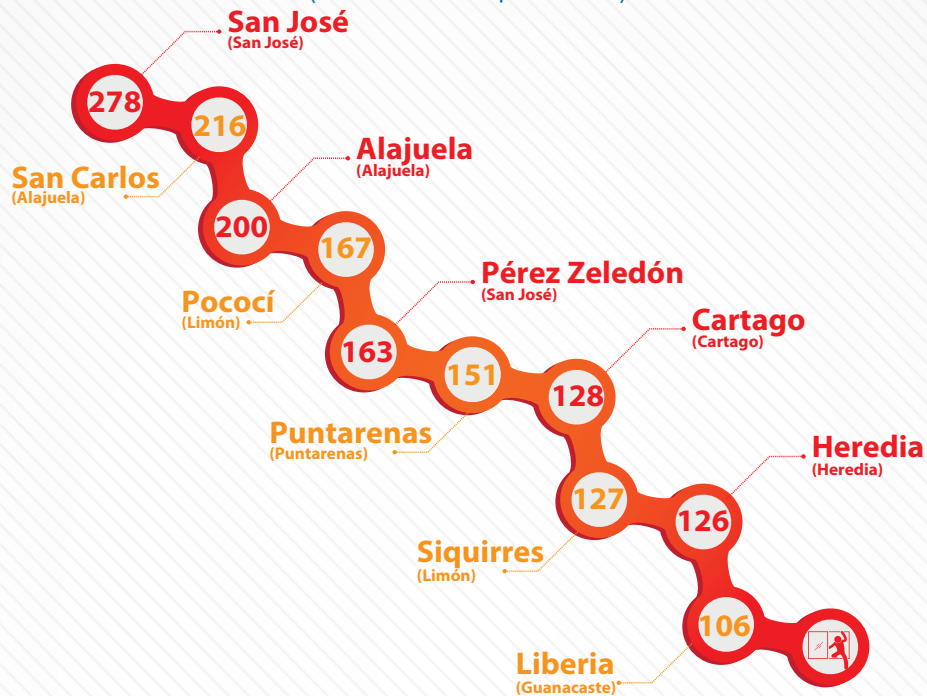 San José
(San José)
278
216
San Carlos
(Alajuela)
Alajuela
(Alajuela)
200
167
Pococí
(Limón)
Pérez Zeledón
(San José)
163
151
Puntarenas
(Puntarenas)
Cartago
(Cartago)
128
127
Siquirres
(Limón)
Heredia
(Heredia)
126
106
Liberia
(Guanacaste)